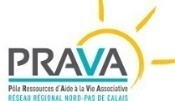 PRAVA
Pôle Ressources d'Aide à la Vie Associative
RÉSEAU RÉGIONAL NORD-PAS DE CALAIS